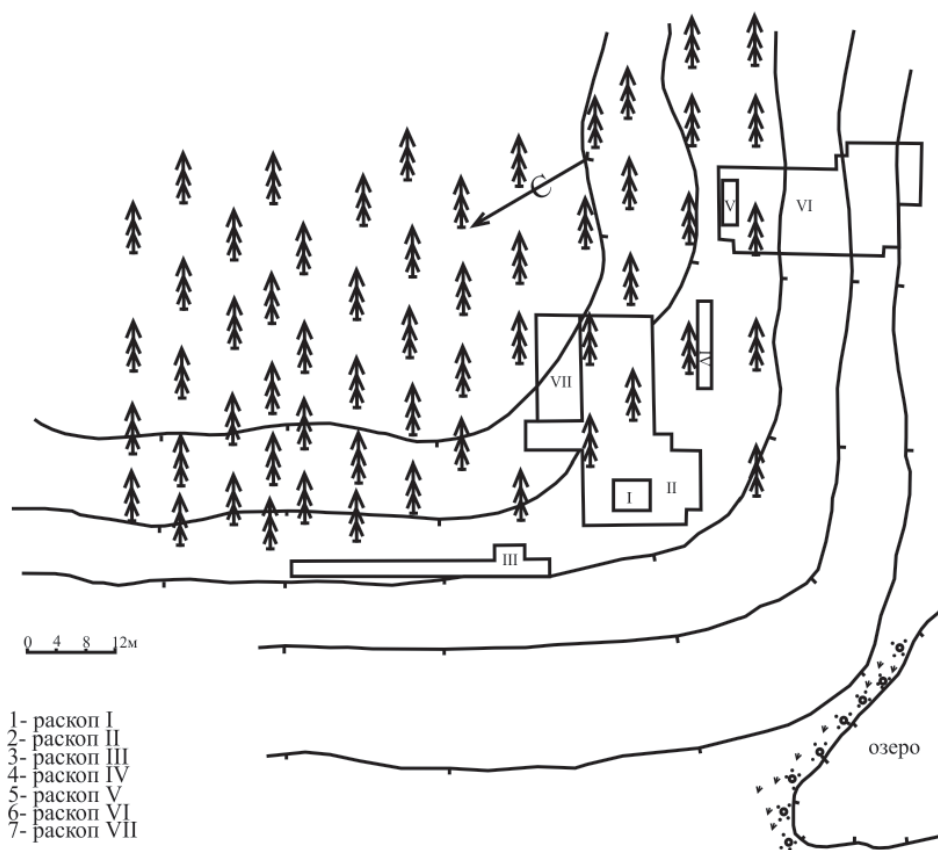 С
V
VI
IV
VII
I
II
III
0 4 8 12м
1- раскоп I
2- раскоп II
3- раскоп III
4- раскоп IV
5- раскоп V
6- раскоп VI
7- раскоп VII
озеро